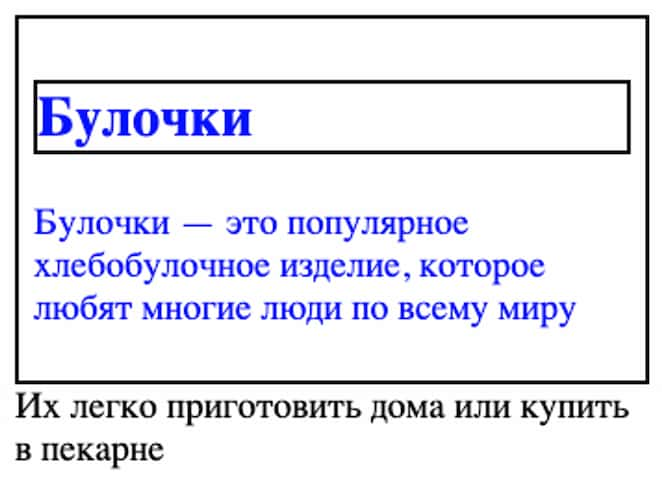 Булочки
Булочки — это популярное
хлебобулочное изделие, которое
любят многие люди по всему миру
Их легко приготовить дома или купить
в пекарне